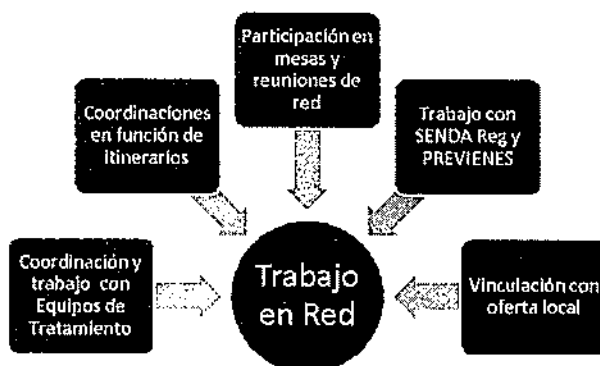 Participación en
mesas y
reuniones de
red
Coordinaciones
en función de
itinerarios
Trabajo con
SENDA Reg y
PREVIENES
Coordinación y
trabajo con
Equipos de
Tratamiento
Trabajo
en Red
Vinculación con
oferta local